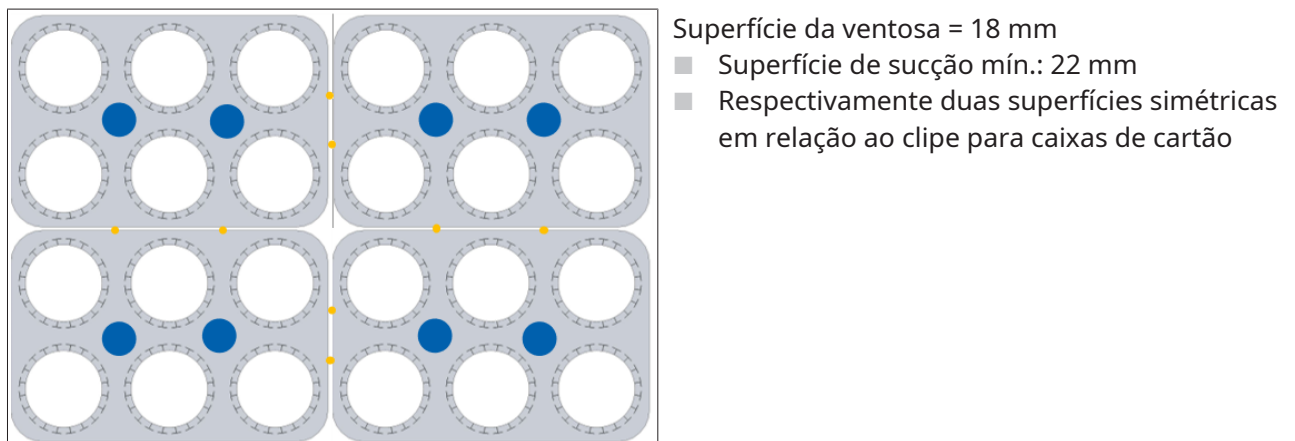 Superfície da ventosa = 18 mm
Superfície de sucção mín.: 22 mm
Respectivamente duas superfícies simétricas
em relação ao clipe para caixas de cartão